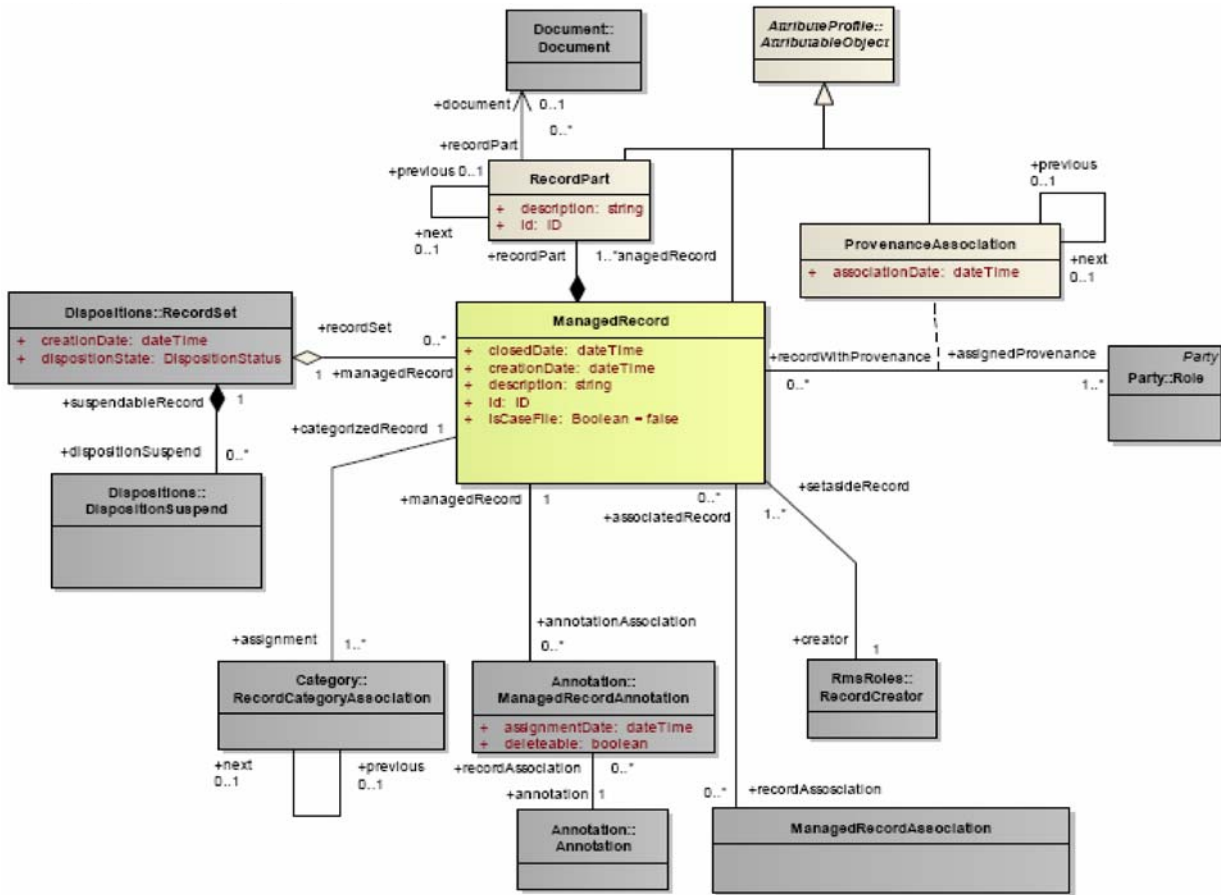 Document::
Document
AttributeProfile::
AttributableObject
+document
0..1
0..*
+recordPart
+previous 0..1
RecordPart
+ description: string
+ id: ID
+next
0..1
+recordPart
1..*anagedRecord
+previous
0..1
ProvenanceAssociation
+ associationDate: dateTime
+next
0..1
Dispositions::RecordSet
+ creationDate: dateTime
+ dispositionState: DispositionStatus
+recordSet
0..*
1
+managedRecord
ManagedRecord
+ closedDate: dateTime
+ creationDate: dateTime
+ description: string
+ id: ID
+ isCaseFile: Boolean = false
+recordWithProvenance
0..*
+assignedProvenance
1..*
Party
Party::Role
+suspendableRecord
1
+dispositionSuspend
0..*
Dispositions::
DispositionSuspend
+categorizedRecord
1
+managedRecord
1
0..*
+associatedRecord
+setasideRecord
1..*
+assignment
1..*
+annotationAssociation
0..*
+creator
1
Category::
RecordCategoryAssociation
Annotation::
ManagedRecordAnnotation
+ assignmentDate: dateTime
+ deleteable: boolean
RmsRoles::
RecordCreator
+next
0..1
+previous
0..1
+recordAssociation
0..*
+annotation
1
0..*
+recordAssosciation
Annotation::
Annotation
ManagedRecordAssociation